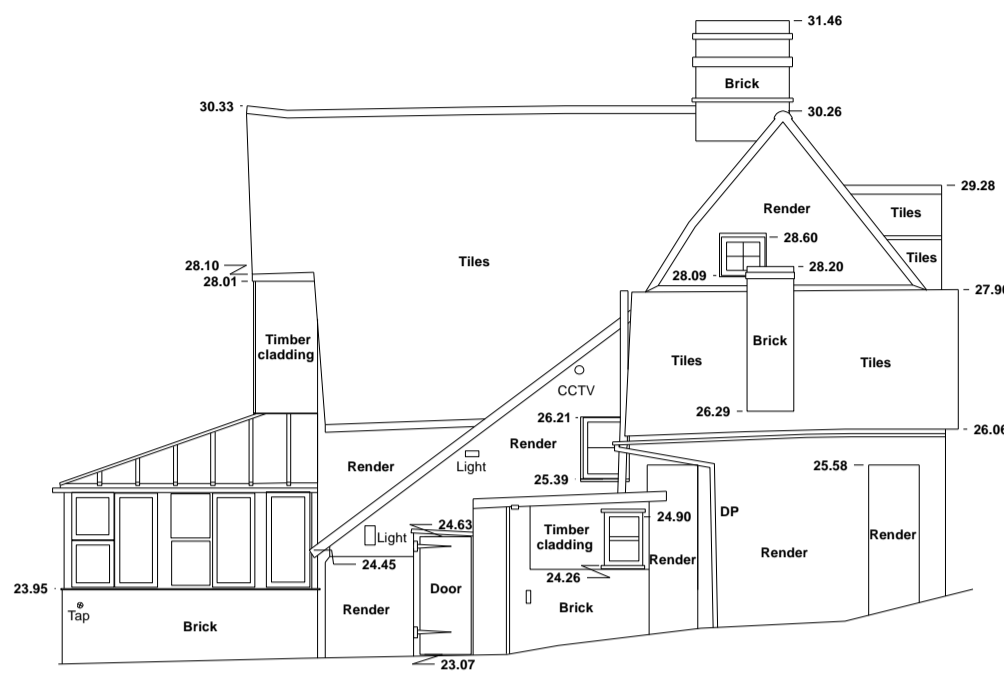 31.46
Brick
30.33
30.26
29.28
Render
Tiles
28.60
Tiles
Tiles
28.10
28.20
28.09
28.01
27.90
Timber
cladding
Brick
Tiles
Tiles
CCTV
26.21
26.29
26.06
Render
Render
Light
25.58
25.39
24.90
DP
24.63
Light
Timber
cladding
Render
Render
Render
24.45
24.26
23.95
Door
Tap
Render
Brick
Brick
23.07